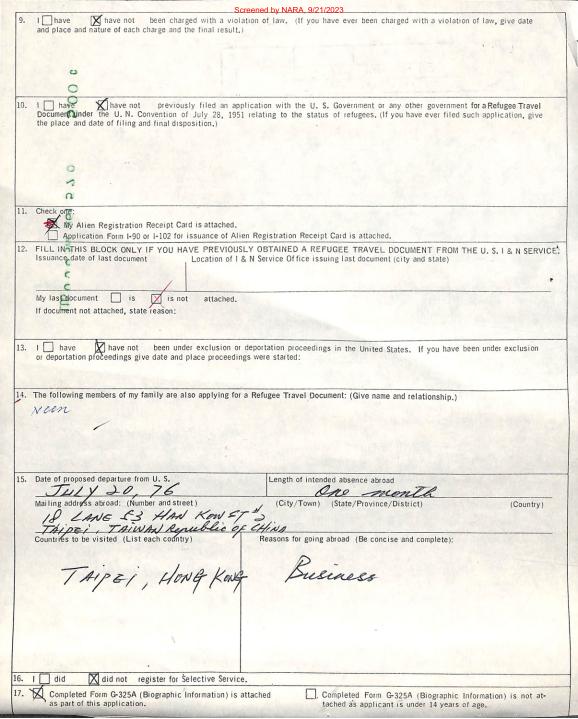 Screened by NARA, 9/21/2023
9. I ☐ have ☒ have not been charged with a violation of law. (If you have ever been charged with a violation of law, give date
and place and nature of each charge and the final result.)
10. I ☐ have ☒ have not previously filed an application with the U. S. Government or any other government for a Refugee Travel
Document under the U. N. Convention of July 28, 1951 relating to the status of refugees. (If you have ever filed such application, give
the place and date of filing and final disposition.)
11. Check one:
☒ My Alien Registration Receipt Card is attached.
☐ Application Form I-90 or I-102 for issuance of Alien Registration Receipt Card is attached.
12. FILL IN THIS BLOCK ONLY IF YOU HAVE PREVIOUSLY OBTAINED A REFUGEE TRAVEL DOCUMENT FROM THE U. S. I & N SERVICE.
Issuance date of last document Location of I & N Service Office issuing last document (city and state)
My last document ☐ is ☒ is not attached.
If document not attached, state reason:
13. I ☐ have ☒ have not been under exclusion or deportation proceedings in the United States. If you have been under exclusion
or deportation proceedings give date and place proceedings were started:
14. The following members of my family are also applying for a Refugee Travel Document: (Give name and relationship.)
15. Date of proposed departure from U. S. Length of intended absence abroad
JULY 20, 76 One month
Mailing address abroad: (Number and street) (City/Town) (State/Province/District) (Country)
18 LANE 53 HAN KOW ST #2
TAIPEI, TAIWAN Republic of CHINA
Countries to be visited (List each country) Reasons for going abroad (Be concise and complete):
TAIPEI, HONG KONG Business
16. I ☐ did ☒ did not register for Selective Service.
17. ☒ Completed Form G-325A (Biographic Information) is attached ☐ Completed Form G-325A (Biographic Information) is not at-
as part of this application. tached as applicant is under 14 years of age.